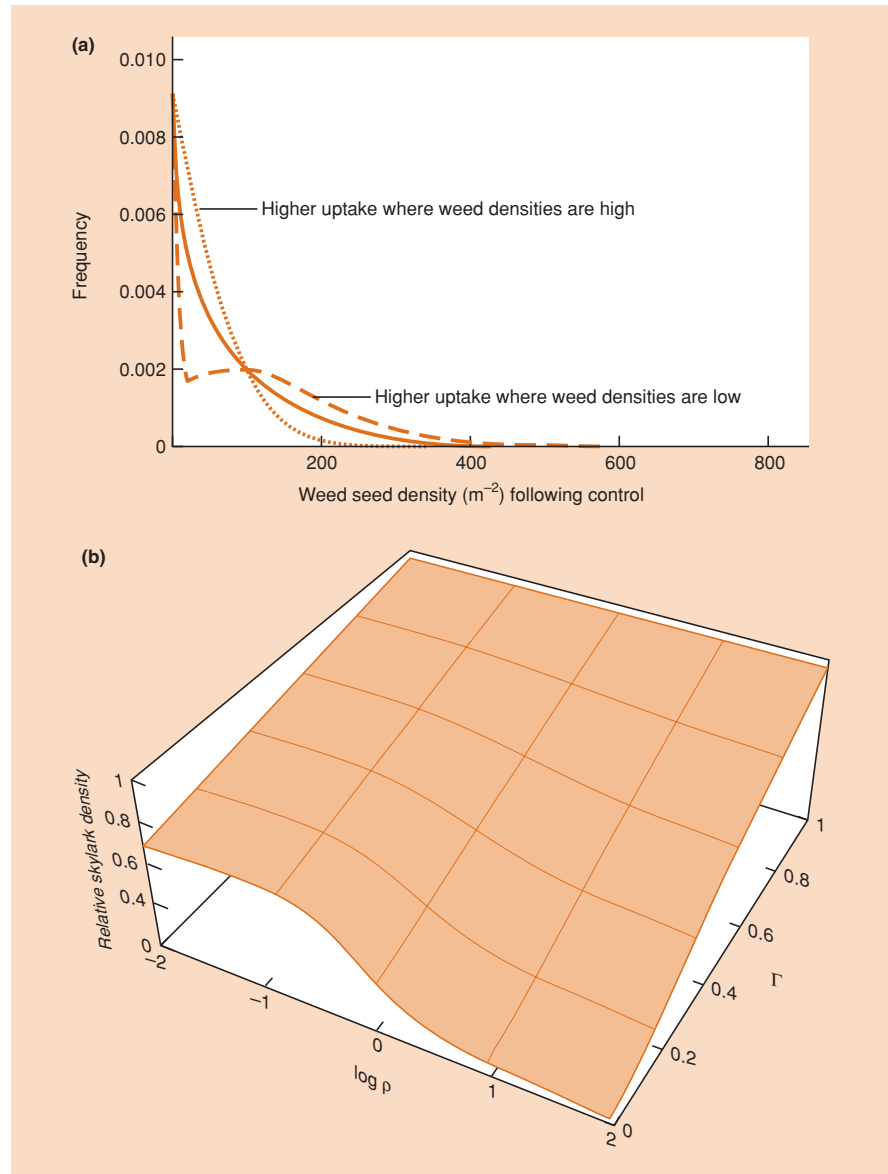 (a)
0.010
0.008
0.006
0.004
0.002
0
Frequency
Higher uptake where weed densities are high
Higher uptake where weed densities are low
200
400
600
800
Weed seed density (m⁻²) following control
(b)
Relative skylark density
1
0.8
0.6
0.4
0
−2
−1
0
1
2
log ρ
0
0.2
0.4
0.6
0.8
1
Γ